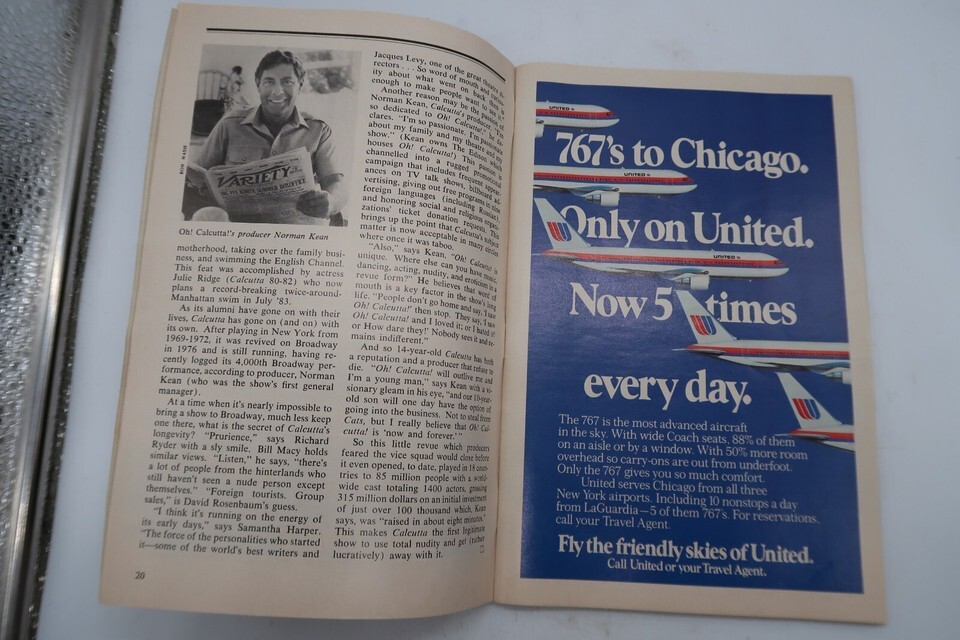 VARIETY
Oh! Calcutta!'s producer Norman Kean
motherhood, taking over the family busi-
ness, and swimming the English Channel.
This feat was accomplished by actress
Julie Ridge (Calcutta 80-82) who now
plans a record-breaking twice-around-
Manhattan swim in July '83.
As its alumni have gone on with their
lives, Calcutta has gone on (and on) with
its own. After playing in New York from
1969-1972, it was revived on Broadway
in 1976 and is still running, having re-
cently logged its 4,000th Broadway per-
formance, according to producer, Norman
Kean (who was the show's first general
manager).
At a time when it's nearly impossible to
bring a show to Broadway, much less keep
one there, what is the secret of Calcutta's
longevity? "Prurience," says Richard
Ryder with a sly smile. Bill Macy holds
similar views. "Listen," he says, "there's
a lot of people from the hinterlands who
still haven't seen a nude person except
themselves." "Foreign tourists. Group
sales," is David Rosenbaum's guess.
"I think it's running on the energy of
its early days," says Samantha Harper.
"The force of the personalities who started
it—some of the world's best writers and
20
Jacques Levy, one of the great theatre di-
rectors . . . So word of mouth and
ity about what went on back then
enough to make people want to see it."
Another reason may be the passion of
Norman Kean, Calcutta's producer,
so dedicated to Oh! Calcutta!" he de-
clares. "I'm so passionate. I'm passionate
about my family and my theatre and my
show." (Kean owns The Edison, which
houses Oh! Calcutta!) This passion is
channelled into a rugged promotional
campaign that includes frequent appear-
ances on TV talk shows, billboard ad-
vertising, giving out free programs in nine
foreign languages (including Russian),
and honoring social and religious organi-
zations' ticket donation requests. This
brings up the point that Calcutta's subject
matter is now acceptable in many circles
where once it was taboo.
"Also," says Kean, "Oh! Calcutta! is
unique. Where else can you have music,
dancing, acting, nudity, and eroticism in a
revue form?" He believes that word of
mouth is a key factor in the show's long
life. "People don't go home and say, 'I saw
Oh! Calcutta!' then stop. They say, 'I saw
Oh! Calcutta! and I loved it; or I hated it!
or How dare they!' Nobody sees it and re-
mains indifferent."
And so 14-year-old Calcutta has both
a reputation and a producer that refuse to
die. "Oh! Calcutta! will outlive me and
I'm a young man," says Kean with a vi-
sionary gleam in his eye, "and our
old son will one day have the option of
going into the business. Not to steal from
Cats, but I really believe that Oh! Cal-
cutta! is 'now and forever.'"
So this little revue which producers
feared the vice squad would close before
it even opened, to date, played in 18 coun-
tries to 85 million people with a world-
wide cast totaling 1400 actors, grossing
315 million dollars on an initial investment
of just over 100 thousand which, Kean
says, was "raised in about eight minutes."
This makes Calcutta the first legitimate
show to use total nudity and get (rather
lucratively) away with it.
UNITED
767's to Chicago.
UNITED
Only on United.
UNITED
Now 5 times
every day.
The 767 is the most advanced aircraft
in the sky. With wide Coach seats, 88% of them
on an aisle or by a window. With 50% more room
overhead so carry-ons are out from underfoot.
Only the 767 gives you so much comfort.
United serves Chicago from all three
New York airports. Including 10 nonstops a day
from LaGuardia—5 of them 767's. For reservations,
call your Travel Agent.
Fly the friendly skies of United.
Call United or your Travel Agent.